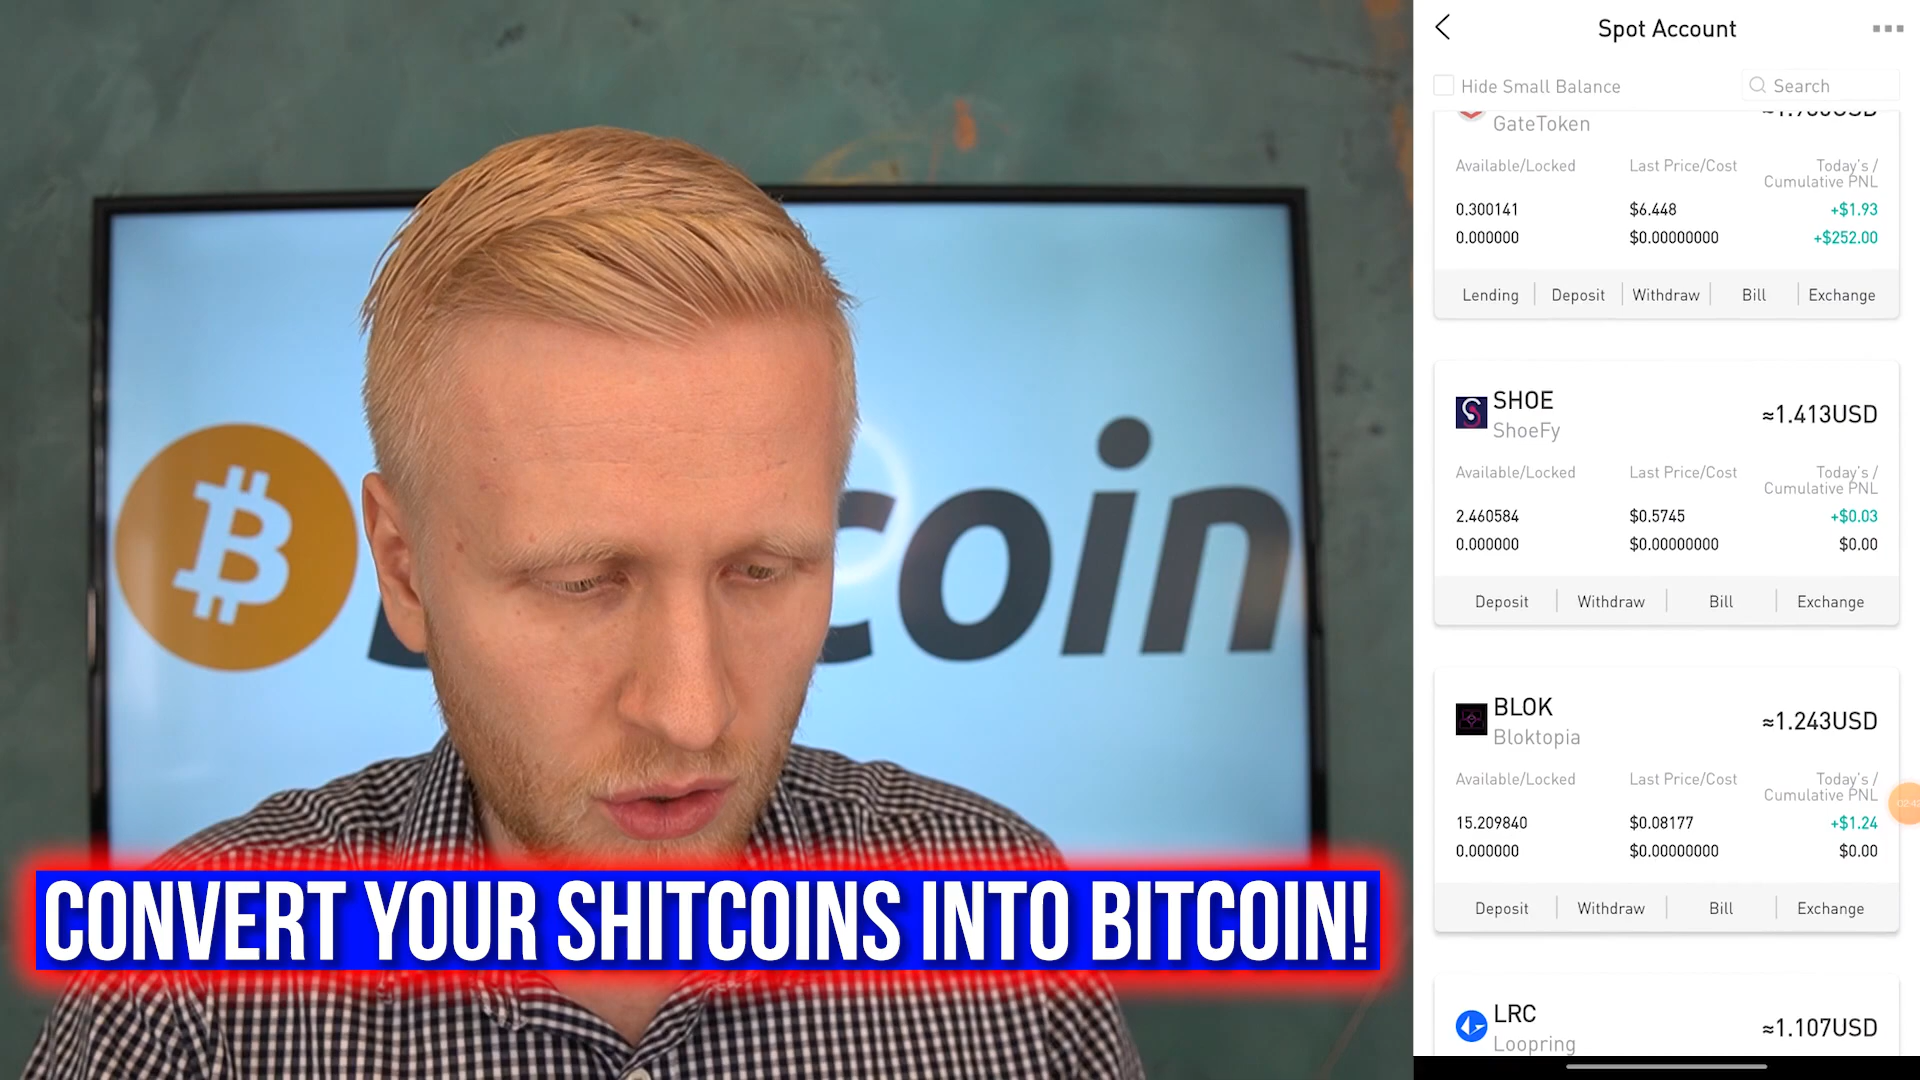 Bitcoin
CONVERT YOUR SHITCOINS INTO BITCOIN!
Spot Account
Hide Small Balance
Search
GateToken
Available/Locked Last Price/Cost Today's /
Cumulative PNL
0.300141 $6.448 +$1.93
0.000000 $0.00000000 +$252.00
Lending Deposit Withdraw Bill Exchange
SHOE
≈1.413USD
ShoeFy
Available/Locked Last Price/Cost Today's /
Cumulative PNL
2.460584 $0.5745 +$0.03
0.000000 $0.00000000 $0.00
Deposit Withdraw Bill Exchange
BLOK
≈1.243USD
Bloktopia
Available/Locked Last Price/Cost Today's /
Cumulative PNL
15.209840 $0.08177 +$1.24
0.000000 $0.00000000 $0.00
Deposit Withdraw Bill Exchange
LRC
≈1.107USD
Loopring